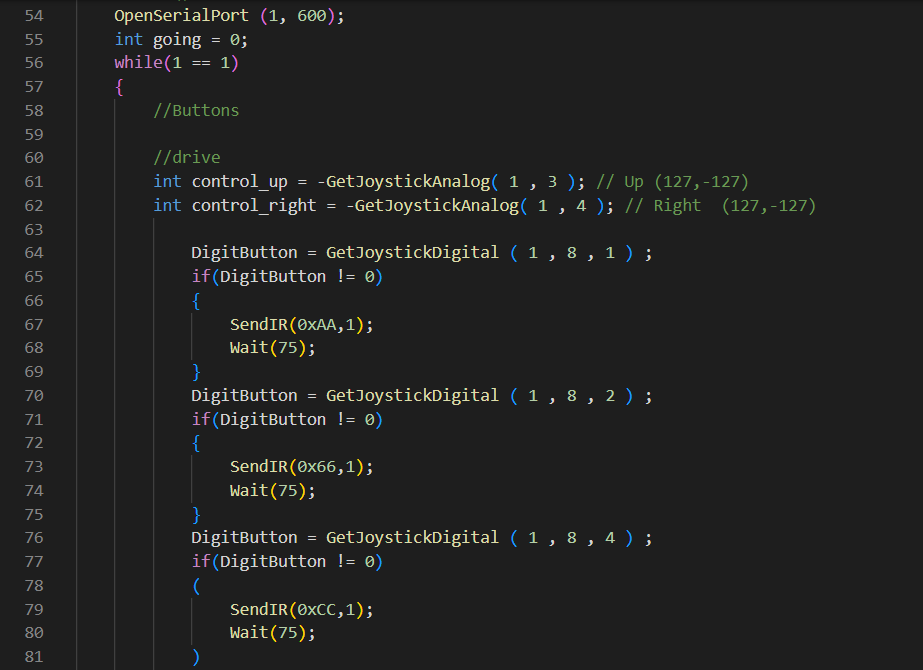 54 OpenSerialPort (1, 600);
55 int going = 0;
56 while(1 == 1)
57 {
58 //Buttons
59
60 //drive
61 int control_up = -GetJoystickAnalog( 1 , 3 ); // Up (127,-127)
62 int control_right = -GetJoystickAnalog( 1 , 4 ); // Right  (127,-127)
63
64 DigitButton = GetJoystickDigital ( 1 , 8 , 1 ) ;
65 if(DigitButton != 0)
66 {
67 SendIR(0xAA,1);
68 Wait(75);
69 }
70 DigitButton = GetJoystickDigital ( 1 , 8 , 2 ) ;
71 if(DigitButton != 0)
72 {
73 SendIR(0x66,1);
74 Wait(75);
75 }
76 DigitButton = GetJoystickDigital ( 1 , 8 , 4 ) ;
77 if(DigitButton != 0)
78 (
79 SendIR(0xCC,1);
80 Wait(75);
81 )